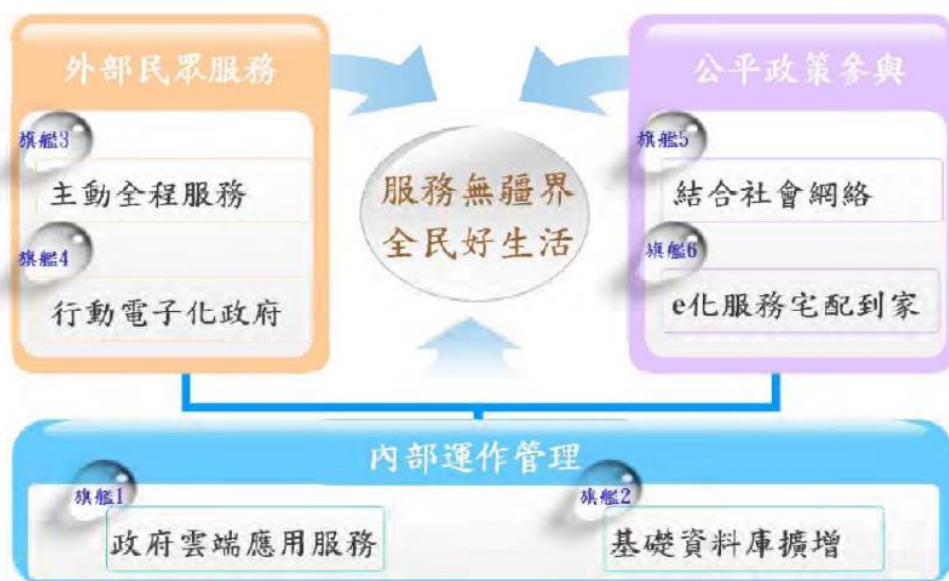 外部民眾服務
旗艦3
主動全程服務
旗艦4
行動電子化政府
服務無疆界
全民好生活
公平政策參與
旗艦5
結合社會網絡
旗艦6
e化服務宅配到家
內部運作管理
旗艦1
政府雲端應用服務
旗艦2
基礎資料庫擴增